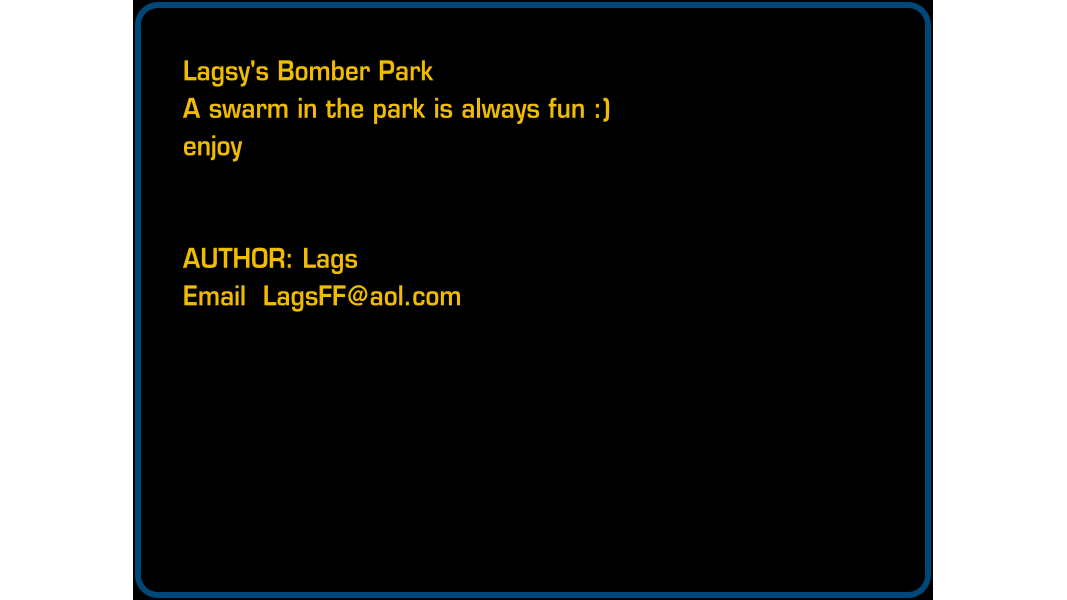 Lagsy's Bomber Park
A swarm in the park is always fun :)
enjoy
AUTHOR: Lags
Email  LagsFF@aol.com